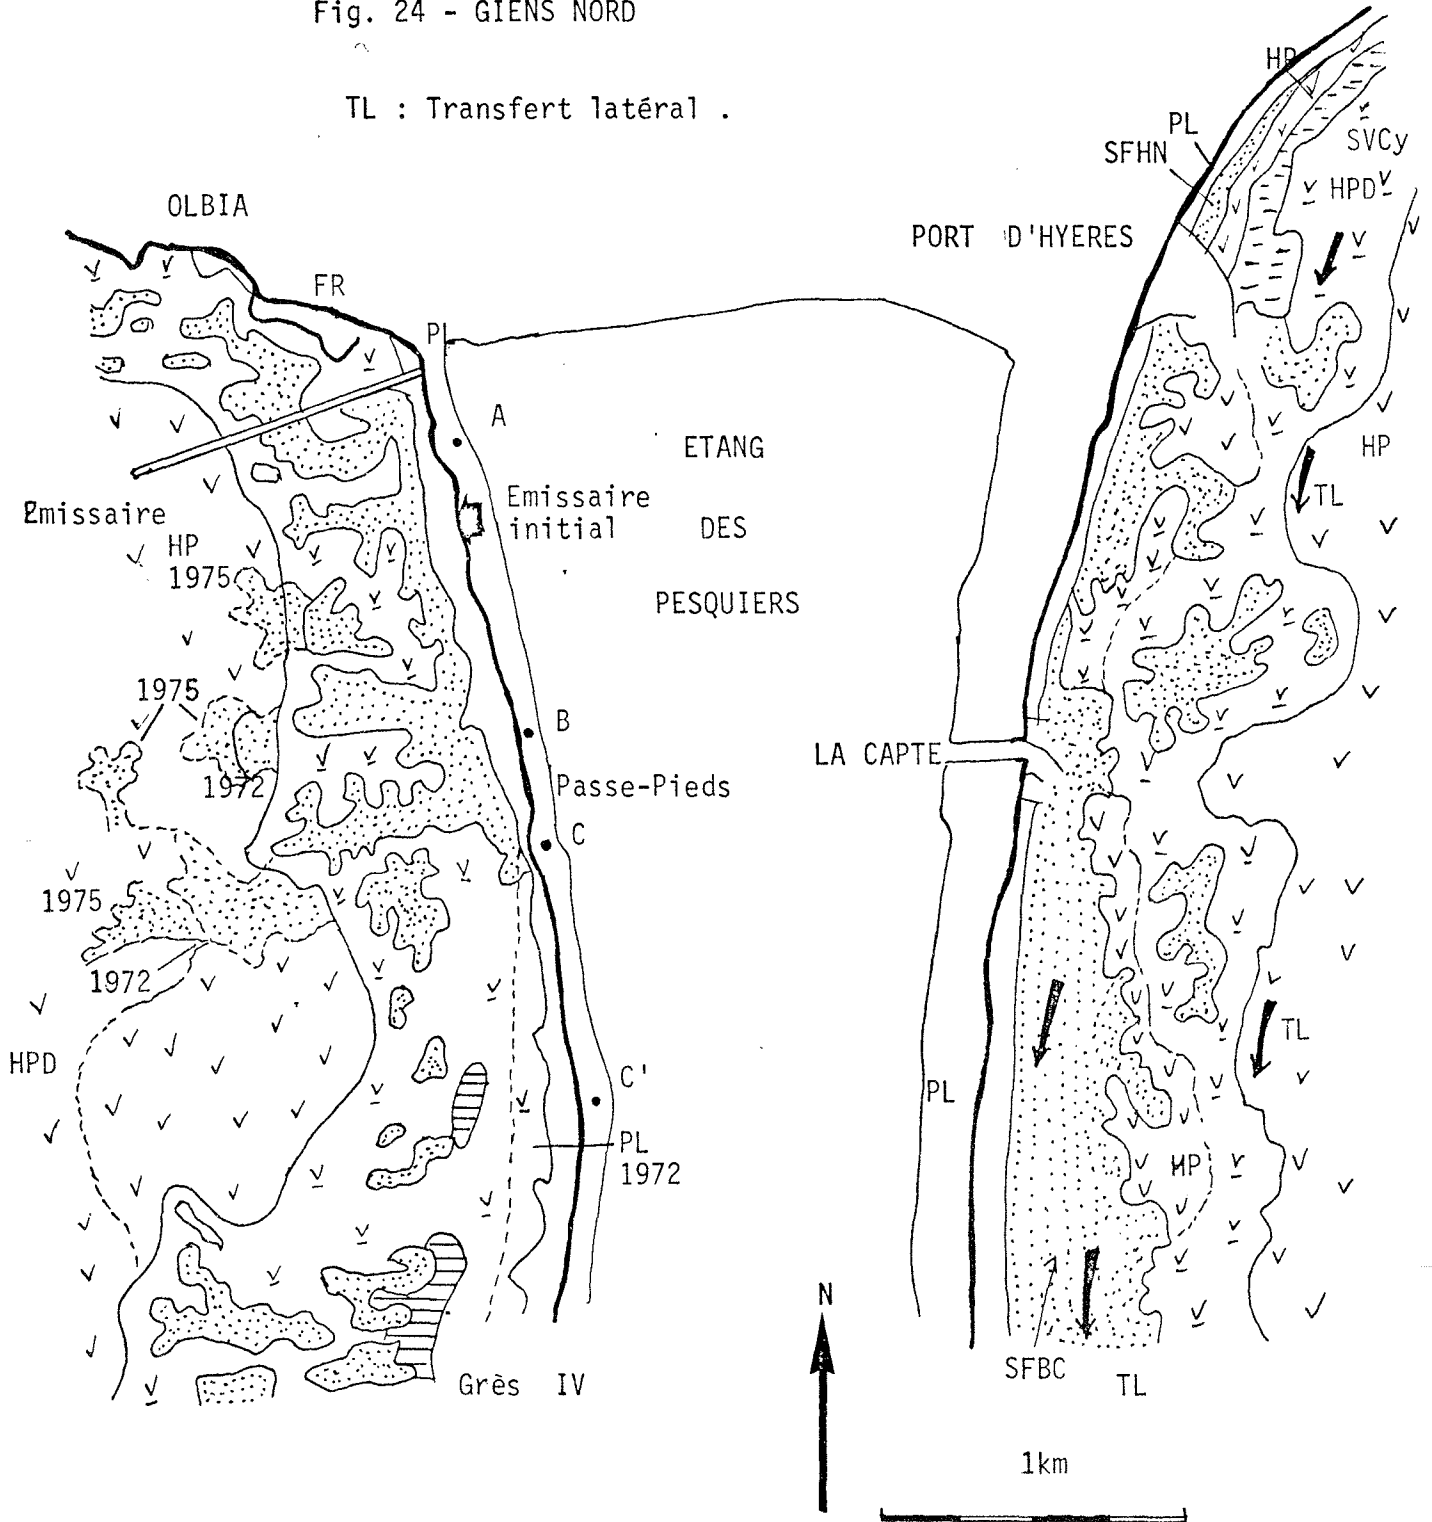 Fig. 24 - GIENS NORD
TL : Transfert latéral .
OLBIA
FR
PL
A
Emissaire
Emissaire
initial
HP
1975
1975
B
1972
Passe-Pieds
C
1975
1972
HPD
C'
PL
1972
Grès IV
ETANG
DES
PESQUIERS
HP
PL
SFHN
SVCy
HPD
PORT D'HYERES
HP
TL
LA CAPTE
TL
PL
HP
SFBC
TL
N
1km